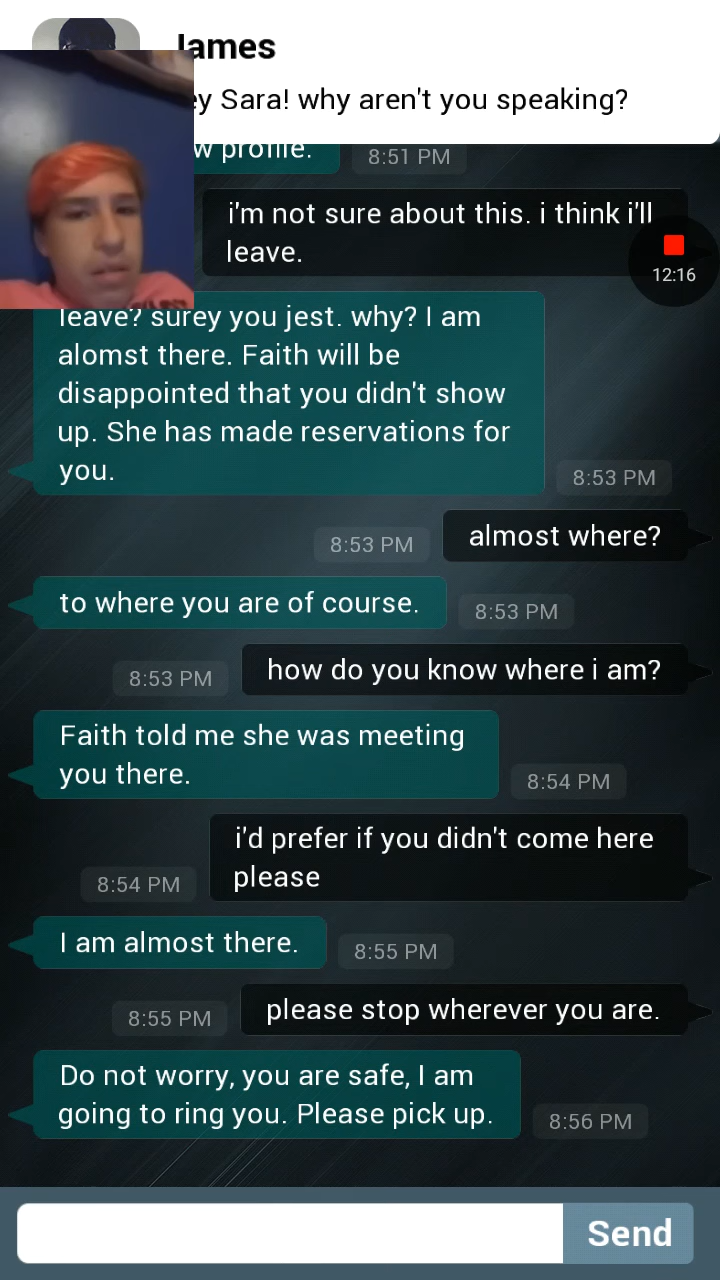 James
ey Sara! why aren't you speaking?
w profile.
8:51 PM
i'm not sure about this. i think i'll
leave.
12:16
leave? surey you jest. why? I am
alomst there. Faith will be
disappointed that you didn't show
up. She has made reservations for
you.
8:53 PM
almost where?
8:53 PM
to where you are of course.
8:53 PM
how do you know where i am?
8:53 PM
Faith told me she was meeting
you there.
8:54 PM
i'd prefer if you didn't come here
please
8:54 PM
I am almost there.
8:55 PM
please stop wherever you are.
8:55 PM
Do not worry, you are safe, I am
going to ring you. Please pick up.
8:56 PM
Send